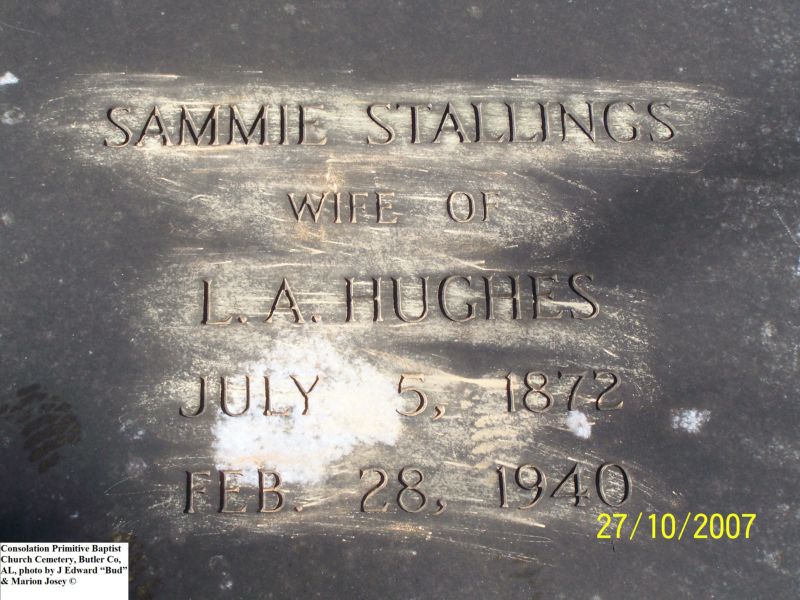 SAMMIE STALLINGS
WIFE OF
L. A. HUGHES
JULY 5, 1872
FEB. 28, 1940
27/10/2007
Consolation Primitive Baptist
Church Cemetery, Butler Co,
AL, photo by J Edward “Bud”
& Marion Josey ©